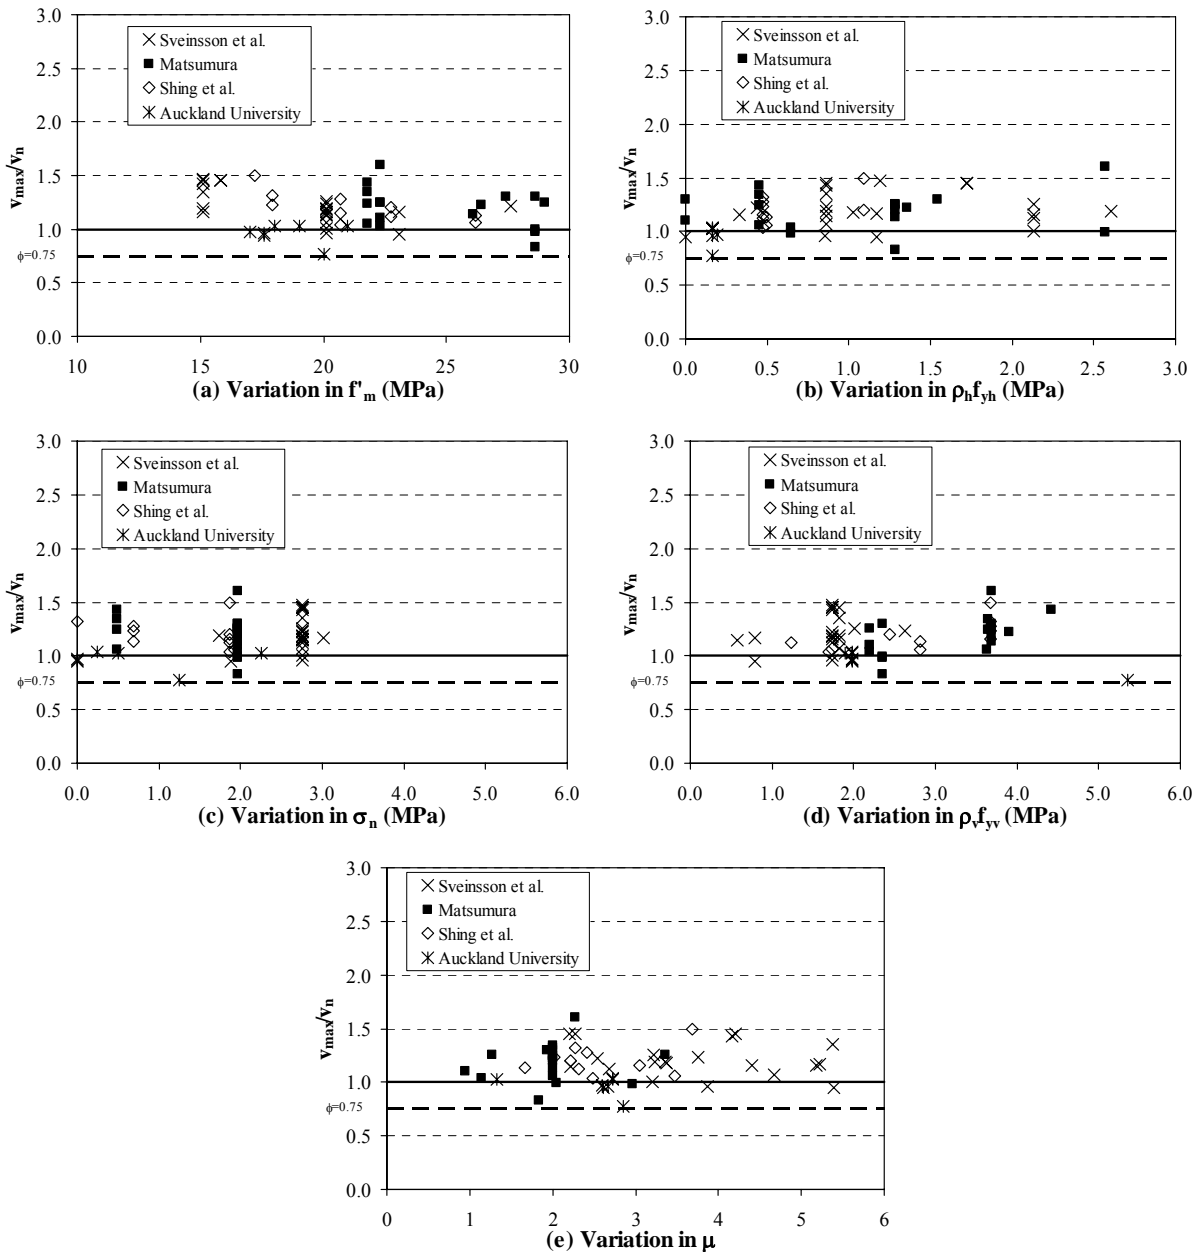 3.0
2.5
2.0
1.5
1.0
0.5
0.0
vmax/vn
ϕ=0.75
Sveinsson et al.
Matsumura
Shing et al.
Auckland University
10 15 20 25 30
(a) Variation in f'm (MPa)
3.0
2.5
2.0
1.5
1.0
0.5
0.0
vmax/vn
ϕ=0.75
Sveinsson et al.
Matsumura
Shing et al.
Auckland University
0.0 0.5 1.0 1.5 2.0 2.5 3.0
(b) Variation in ρhfyh (MPa)
3.0
2.5
2.0
1.5
1.0
0.5
0.0
vmax/vn
ϕ=0.75
Sveinsson et al.
Matsumura
Shing et al.
Auckland University
0.0 1.0 2.0 3.0 4.0 5.0 6.0
(c) Variation in σn (MPa)
3.0
2.5
2.0
1.5
1.0
0.5
0.0
vmax/vn
ϕ=0.75
Sveinsson et al.
Matsumura
Shing et al.
Auckland University
0.0 1.0 2.0 3.0 4.0 5.0 6.0
(d) Variation in ρvfyv (MPa)
3.0
2.5
2.0
1.5
1.0
0.5
0.0
vmax/vn
ϕ=0.75
Sveinsson et al.
Matsumura
Shing et al.
Auckland University
0 1 2 3 4 5 6
(e) Variation in μ